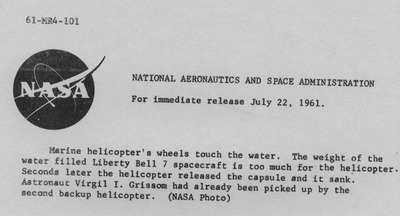 61-MR4-101
NASA
NATIONAL AERONAUTICS AND SPACE ADMINISTRATION
For immediate release July 22, 1961.
Marine helicopter's wheels touch the water. The weight of the
water filled Liberty Bell 7 spacecraft is too much for the helicopter.
Seconds later the helicopter released the capsule and it sank.
Astronaut Virgil I. Grissom had already been picked up by the
second backup helicopter. (NASA Photo)